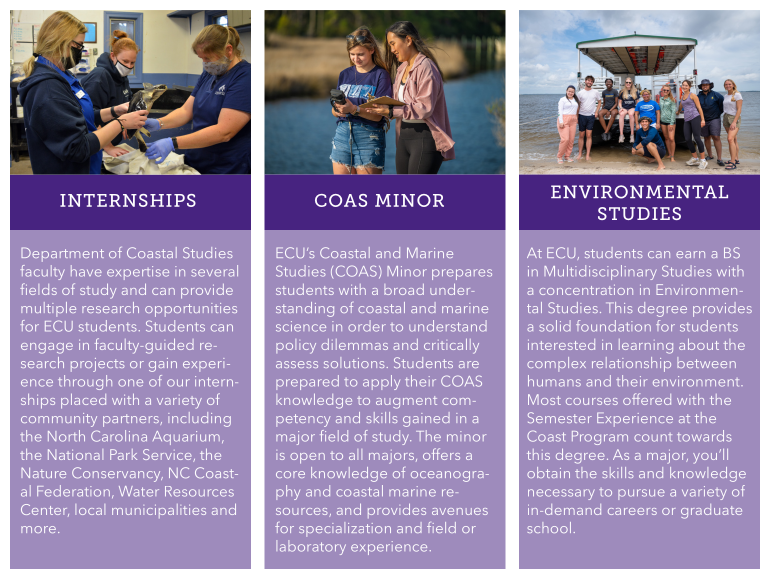 INTERNSHIPS
Department of Coastal Studies
faculty have expertise in several
fields of study and can provide
multiple research opportunities
for ECU students. Students can
engage in faculty-guided re-
search projects or gain experi-
ence through one of our intern-
ships placed with a variety of
community partners, including
the North Carolina Aquarium,
the National Park Service, the
Nature Conservancy, NC Coast-
al Federation, Water Resources
Center, local municipalities and
more.
COAS MINOR
ECU’s Coastal and Marine
Studies (COAS) Minor prepares
students with a broad under-
standing of coastal and marine
science in order to understand
policy dilemmas and critically
assess solutions. Students are
prepared to apply their COAS
knowledge to augment com-
petency and skills gained in a
major field of study. The minor
is open to all majors, offers a
core knowledge of oceanogra-
phy and coastal marine re-
sources, and provides avenues
for specialization and field or
laboratory experience.
ENVIRONMENTAL
STUDIES
At ECU, students can earn a BS
in Multidisciplinary Studies with
a concentration in Environmen-
tal Studies. This degree provides
a solid foundation for students
interested in learning about the
complex relationship between
humans and their environment.
Most courses offered with the
Semester Experience at the
Coast Program count towards
this degree. As a major, you’ll
obtain the skills and knowledge
necessary to pursue a variety of
in-demand careers or graduate
school.